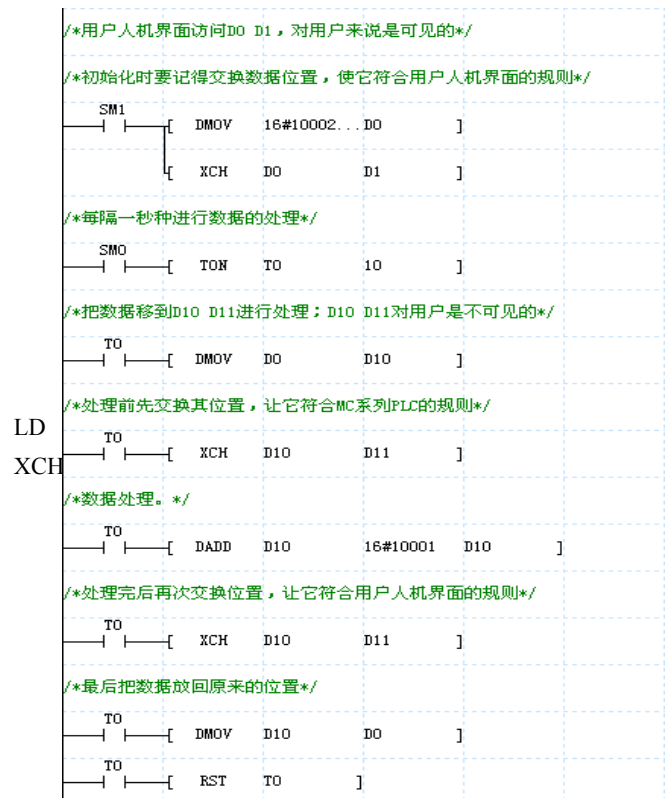 /*用户人机界面访问D0 D1，对用户来说是可见的*/
/*初始化时要记得交换数据位置，使它符合用户人机界面的规则*/
SM1
[ DMOV 16#10002... D0 ]
[ XCH D0 D1 ]
/*每隔一秒种进行数据的处理*/
SM0
[ TON T0 10 ]
/*把数据移到D10 D11进行处理；D10 D11对用户是不可见的*/
T0
[ DMOV D0 D10 ]
/*处理前先交换其位置，让它符合MC系列PLC的规则*/
LD
T0
XCH
[ XCH D10 D11 ]
/*数据处理。*/
T0
[ DADD D10 16#10001 D10 ]
/*处理完后再次交换位置，让它符合用户人机界面的规则*/
T0
[ XCH D10 D11 ]
/*最后把数据放回原来的位置*/
T0
[ DMOV D10 D0 ]
T0
[ RST T0 ]